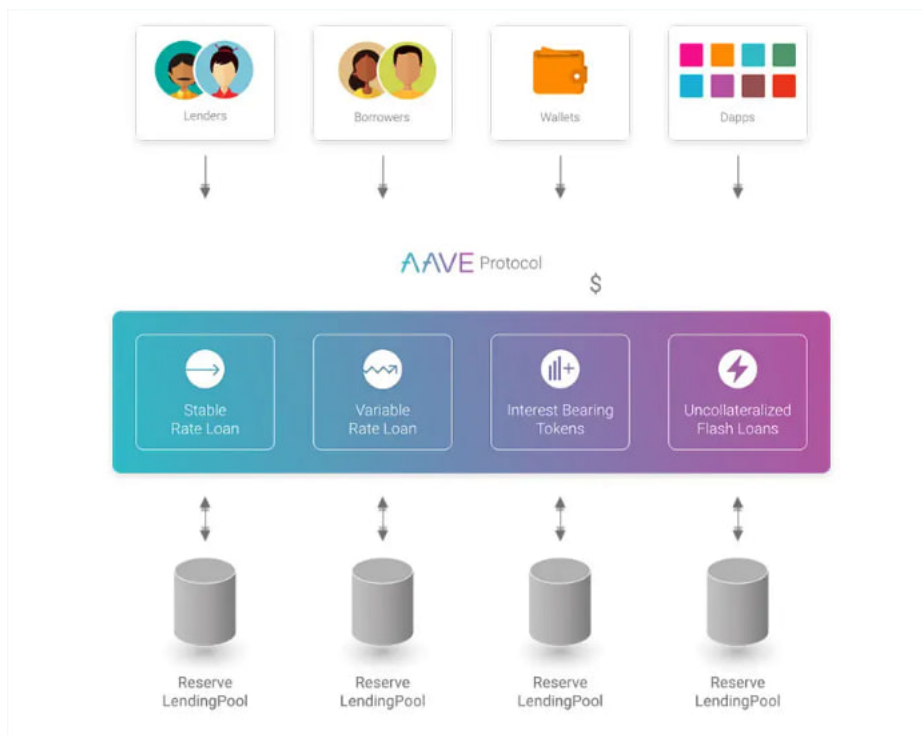 Lenders
Borrowers
Wallets
Dapps
AAVE Protocol
$
Stable
Rate Loan
Variable
Rate Loan
Interest Bearing
Tokens
Uncollateralized
Flash Loans
Reserve
LendingPool
Reserve
LendingPool
Reserve
LendingPool
Reserve
LendingPool